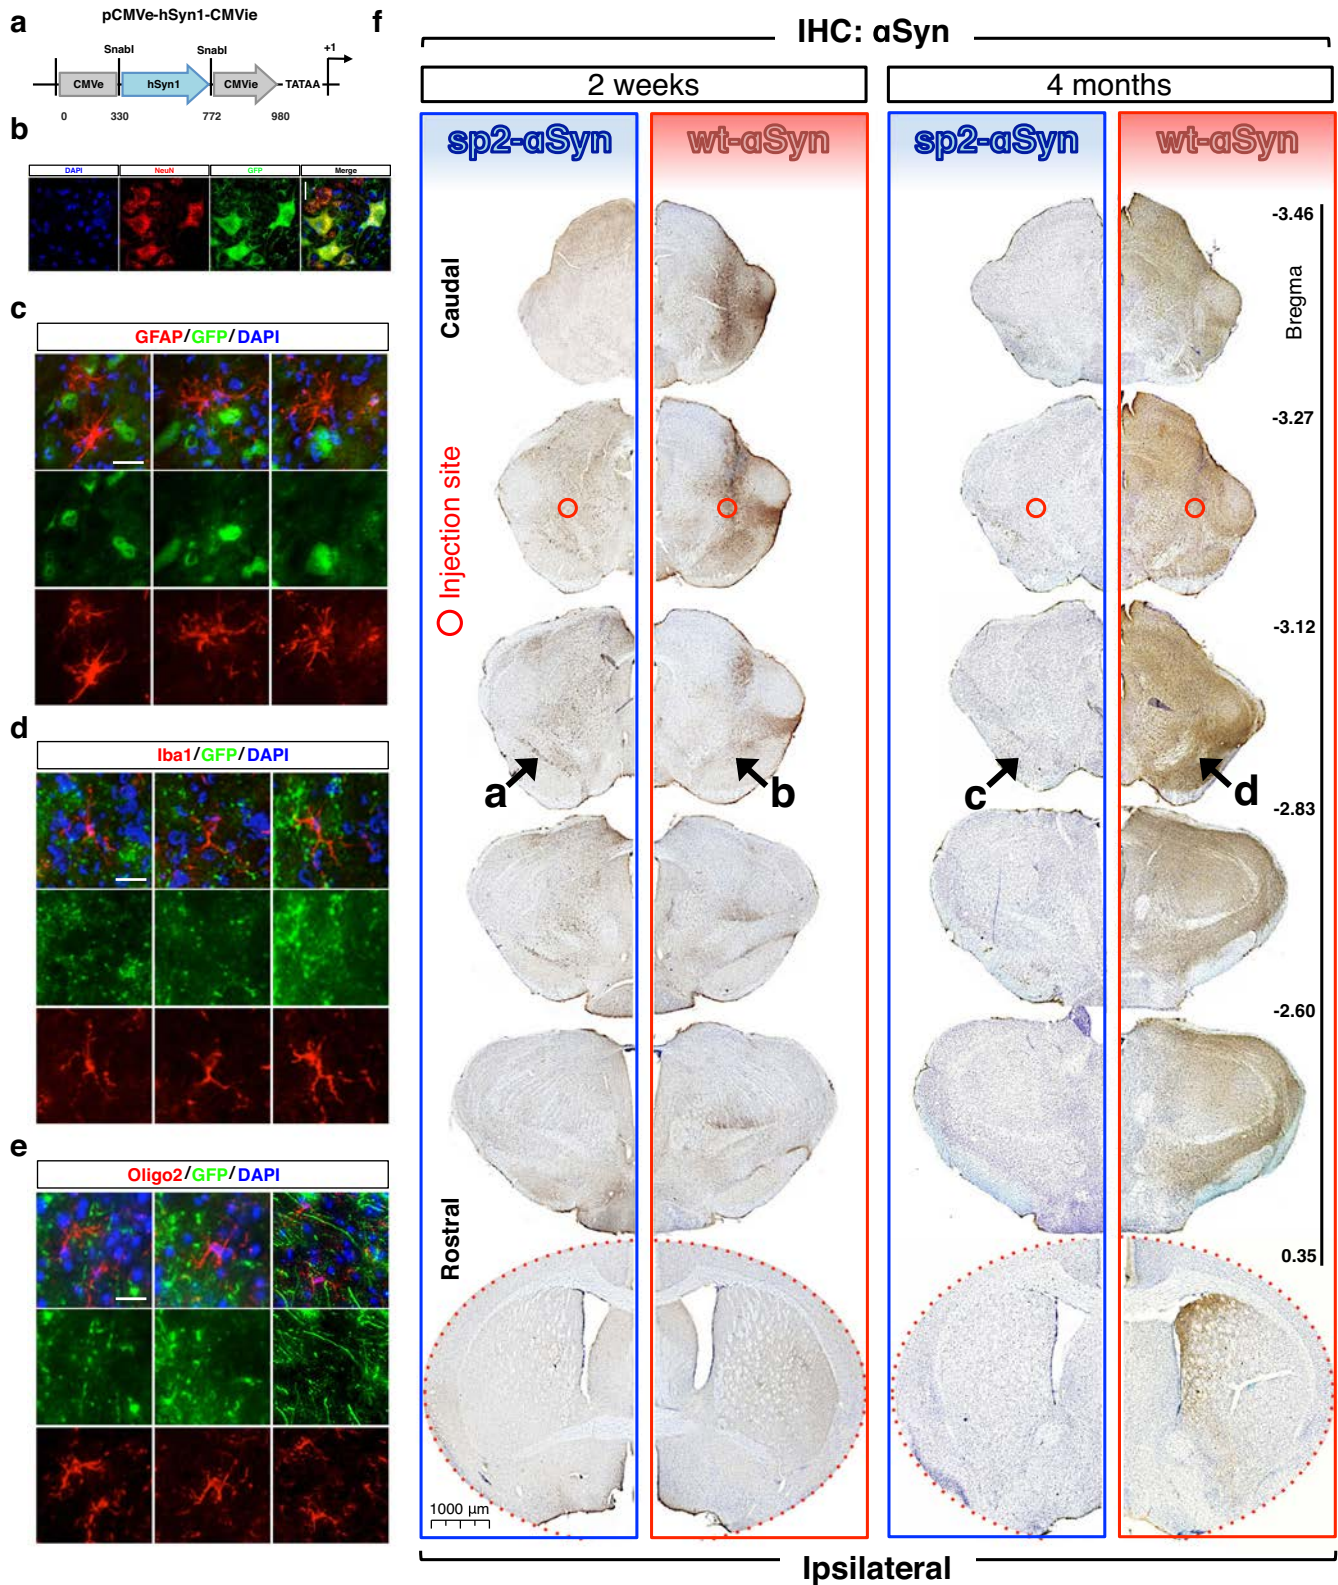 a
pCMVe-hSyn1-CMVie
SnabI
SnabI
+1
CMVe
hSyn1
CMVie
TATAA
0
330
772
980
b
DAPI
NeuN
GFP
Merge
c
GFAP/GFP/DAPI
d
Iba1/GFP/DAPI
e
Oligo2/GFP/DAPI
f
IHC: αSyn
2 weeks
4 months
sp2-αSyn
wt-αSyn
sp2-αSyn
wt-αSyn
Caudal
Injection site
Rostral
a
b
c
d
-3.46
Bregma
-3.27
-3.12
-2.83
-2.60
0.35
1000 µm
Ipsilateral